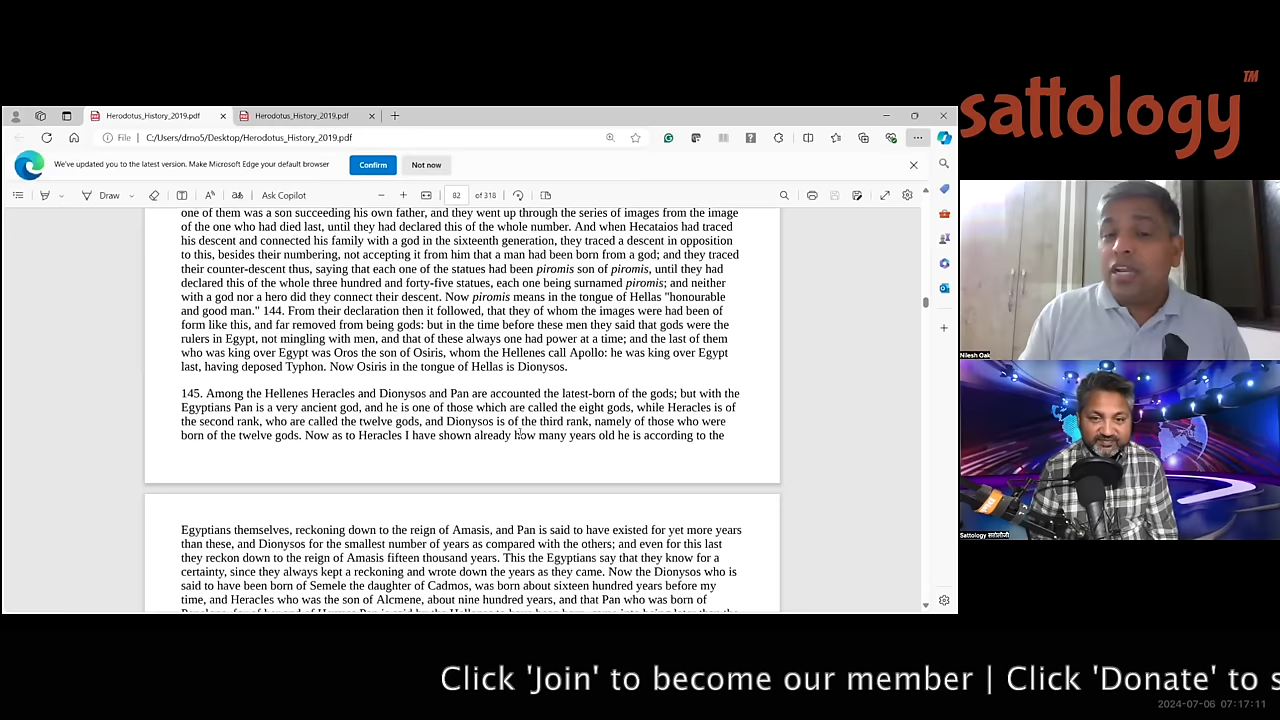 sattology™
Herodotus_History_2019.pdf
Herodotus_History_2019.pdf
File
C:/Users/drno5/Desktop/Herodotus_History_2019.pdf
We've updated you to the latest version. Make Microsoft Edge your default browser
Confirm
Not now
Draw
Ask Copilot
82 of 318
one of them was a son succeeding his own father, and they went up through the series of images from the image
of the one who had died last, until they had declared this of the whole number. And when Hecataios had traced
his descent and connected his family with a god in the sixteenth generation, they traced a descent in opposition
to this, besides their numbering, not accepting it from him that a man had been born from a god; and they traced
their counter-descent thus, saying that each one of the statues had been piromis son of piromis, until they had
declared this of the whole three hundred and forty-five statues, each one being surnamed piromis; and neither
with a god nor a hero did they connect their descent. Now piromis means in the tongue of Hellas "honourable
and good man." 144. From their declaration then it followed, that they of whom the images were had been of
form like this, and far removed from being gods: but in the time before these men they said that gods were the
rulers in Egypt, not mingling with men, and that of these always one had power at a time; and the last of them
who was king over Egypt was Oros the son of Osiris, whom the Hellenes call Apollo: he was king over Egypt
last, having deposed Typhon. Now Osiris in the tongue of Hellas is Dionysos.
145. Among the Hellenes Heracles and Dionysos and Pan are accounted the latest-born of the gods; but with the
Egyptians Pan is a very ancient god, and he is one of those which are called the eight gods, while Heracles is of
the second rank, who are called the twelve gods, and Dionysos is of the third rank, namely of those who were
born of the twelve gods. Now as to Heracles I have shown already how many years old he is according to the
Egyptians themselves, reckoning down to the reign of Amasis, and Pan is said to have existed for yet more years
than these, and Dionysos for the smallest number of years as compared with the others; and even for this last
they reckon down to the reign of Amasis fifteen thousand years. This the Egyptians say that they know for a
certainty, since they always kept a reckoning and wrote down the years as they came. Now the Dionysos who is
said to have been born of Semele the daughter of Cadmos, was born about sixteen hundred years before my
time, and Heracles who was the son of Alcmene, about nine hundred years, and that Pan who was born of
Nilesh Oak
Sattology सत्तोलॉजी
Click 'Join' to become our member | Click 'Donate' to s
2024-07-06 07:17:11